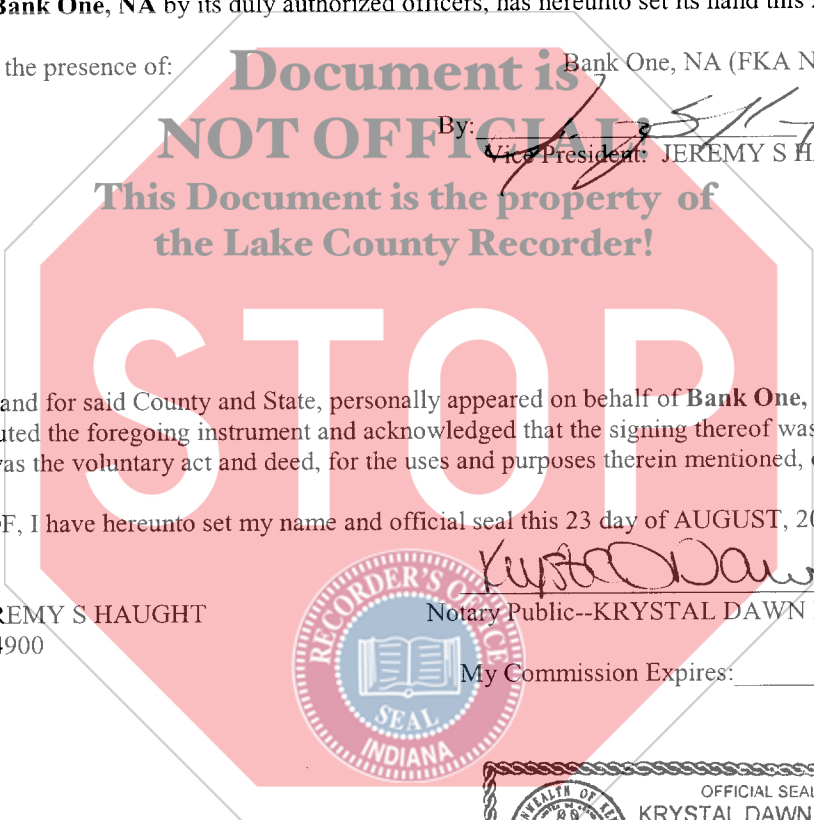 Bank One, NA by its duly authorized officers, has hereunto set its hand this
the presence of:
Bank One, NA (FKA N
Document is
NOT OFFICIAL!
By:
Vice President: JEREMY S HA
This Document is the property of
the Lake County Recorder!
STOP
and for said County and State, personally appeared on behalf of Bank One,
uted the foregoing instrument and acknowledged that the signing thereof was
was the voluntary act and deed, for the uses and purposes therein mentioned,
OF, I have hereunto set my name and official seal this 23 day of AUGUST, 20
Krystal Dawn
REMY S HAUGHT
Notary Public--KRYSTAL DAWN
4900
My Commission Expires:
RECORDER'S OFFICE
SEAL
INDIANA
OFFICIAL SEAL
KRYSTAL DAWN